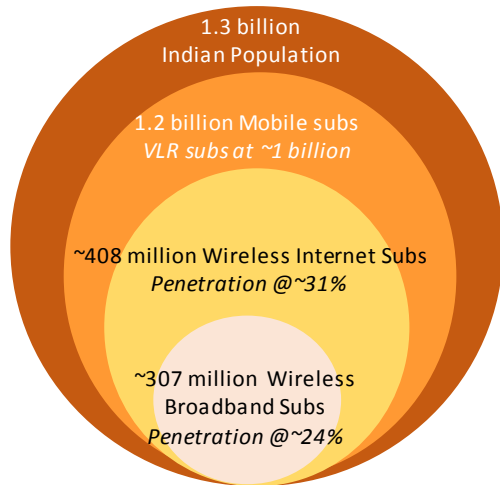 1.3 billion
Indian Population
1.2 billion Mobile subs
VLR subs at ~1 billion
~408 million Wireless Internet Subs
Penetration @~31%
~307 million Wireless
Broadband Subs
Penetration @~24%